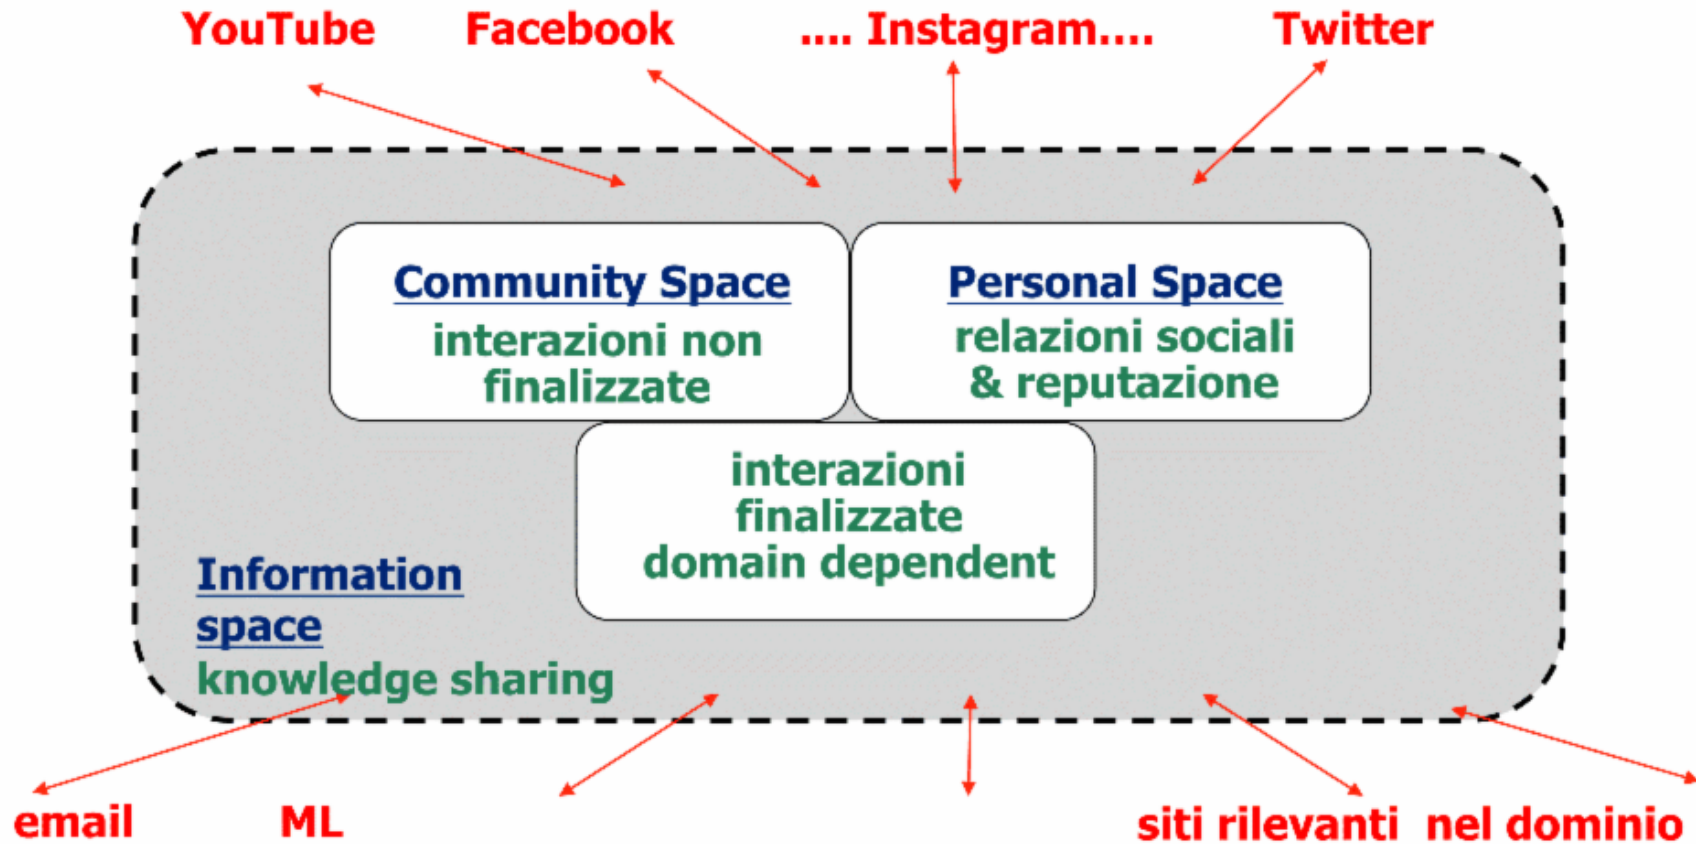 YouTube Facebook .... Instagram.... Twitter
Community Space
interazioni non
finalizzate
Personal Space
relazioni sociali
& reputazione
interazioni
finalizzate
domain dependent
Information
space
knowledge sharing
email ML siti rilevanti nel dominio